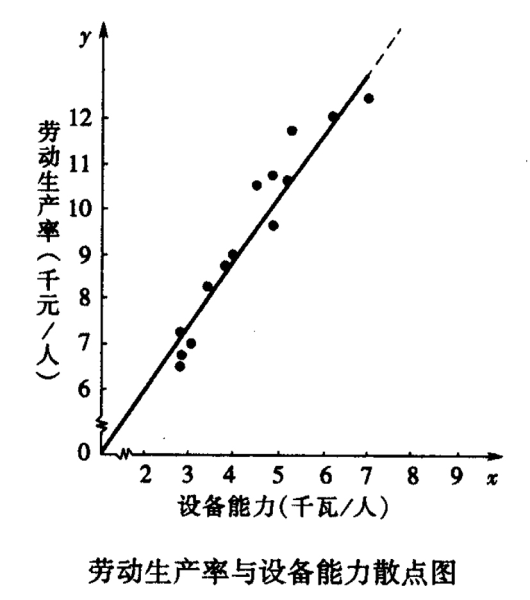 y
劳动生产率(千元/人)
12
11
10
9
8
7
6
0
2 3 4 5 6 7 8 9 x
设备能力(千瓦/人)
劳动生产率与设备能力散点图